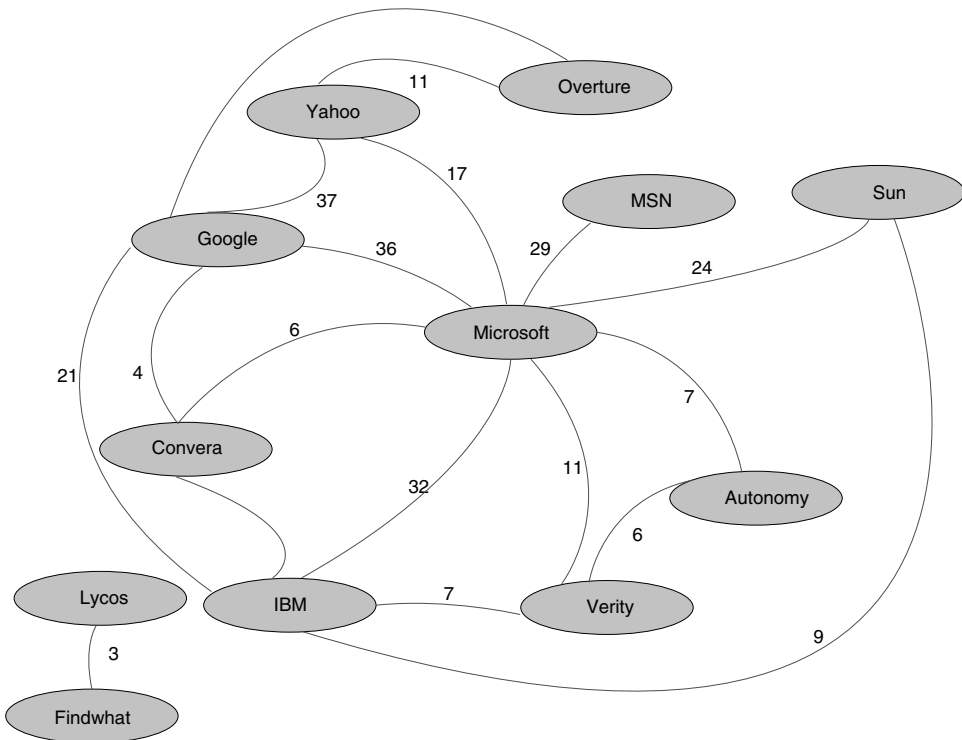 11
Overture
Yahoo
17
Sun
37
MSN
Google
36
29
24
6
Microsoft
21
4
7
Convera
11
32
Autonomy
6
Lycos
IBM
7
Verity
9
3
Findwhat